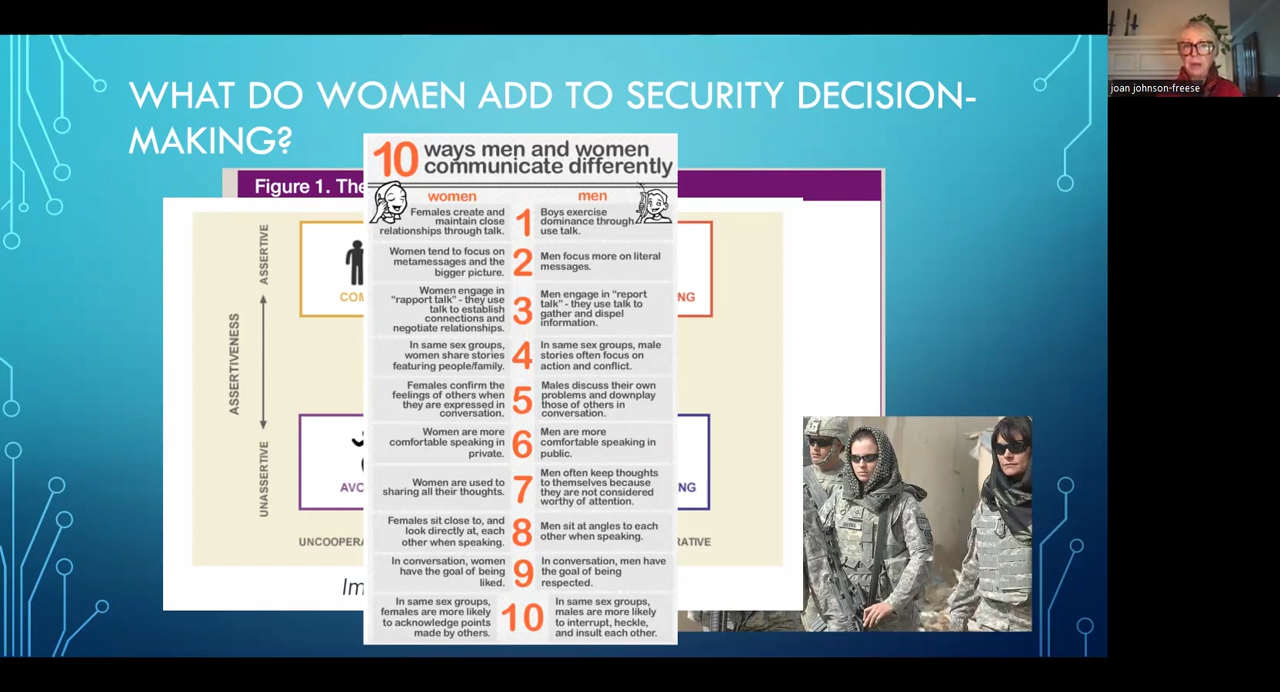 WHAT DO WOMEN ADD TO SECURITY DECISION-
MAKING?
joan johnson-freese
Figure 1. The
10 ways men and women
communicate differently
women
men
Females create and
maintain close
relationships through talk.
1
Boys exercise
dominance through
use talk.
Women tend to focus on
metamessages and the
bigger picture.
2
Men focus more on literal
messages.
Women engage in
"rapport talk" - they use
talk to establish
connections and
negotiate relationships.
3
Men engage in "report
talk" - they use talk to
gather and dispel
information.
In same sex groups,
women share stories
featuring people/family.
4
In same sex groups, male
stories often focus on
action and conflict.
Females confirm the
feelings of others when
they are expressed in
conversation.
5
Males discuss their own
problems and downplay
those of others in
conversation.
Women are more
comfortable speaking in
private.
6
Men are more
comfortable speaking in
public.
Women are used to
sharing all their thoughts.
7
Men often keep thoughts
to themselves because
they are not considered
worthy of attention.
Females sit close to, and
look directly at, each
other when speaking.
8
Men sit at angles to each
other when speaking.
In conversation, women
have the goal of being
liked.
9
In conversation, men have
the goal of being
respected.
In same sex groups,
females are more likely
to acknowledge points
made by others.
10
In same sex groups,
males are more likely
to interrupt, heckle,
and insult each other.
ASSERTIVENESS
ASSERTIVE
UNASSERTIVE
COM
NG
AVO
NG
UNCOOPERA
RATIVE
Im